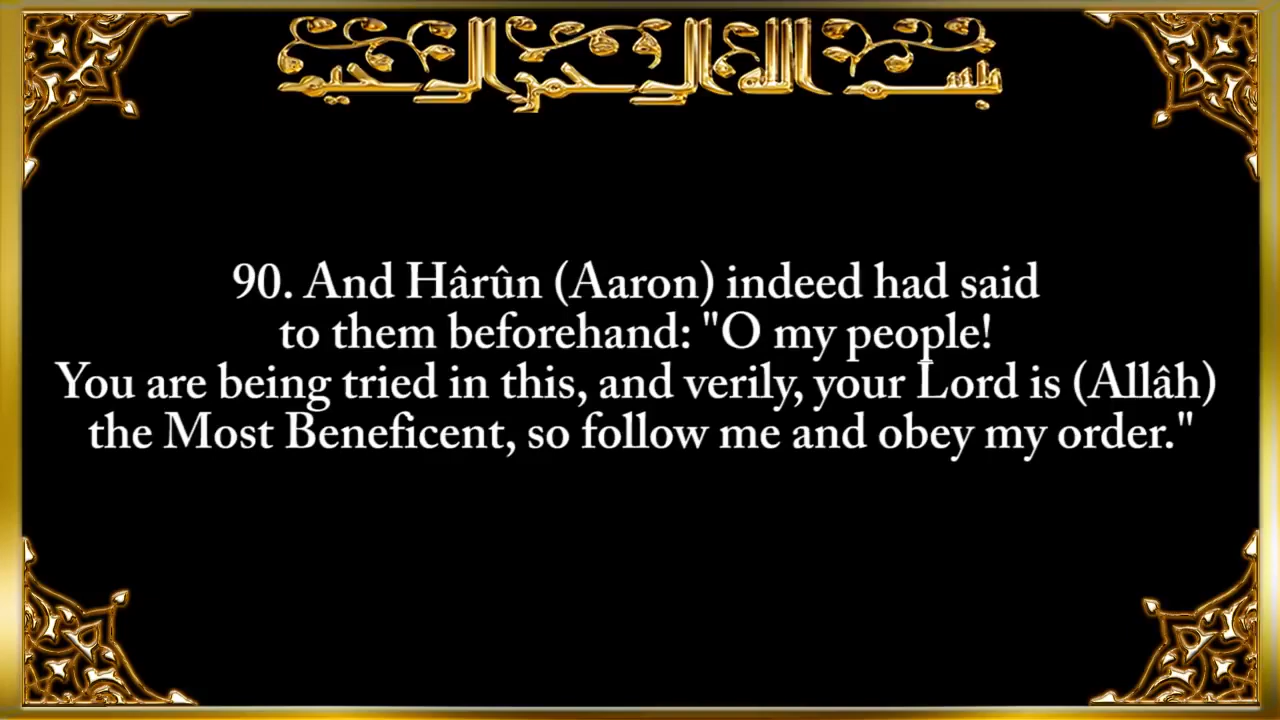 بسم الله الرحمن الرحيم
90. And Hârûn (Aaron) indeed had said
to them beforehand: "O my people!
You are being tried in this, and verily, your Lord is (Allâh)
the Most Beneficent, so follow me and obey my order."